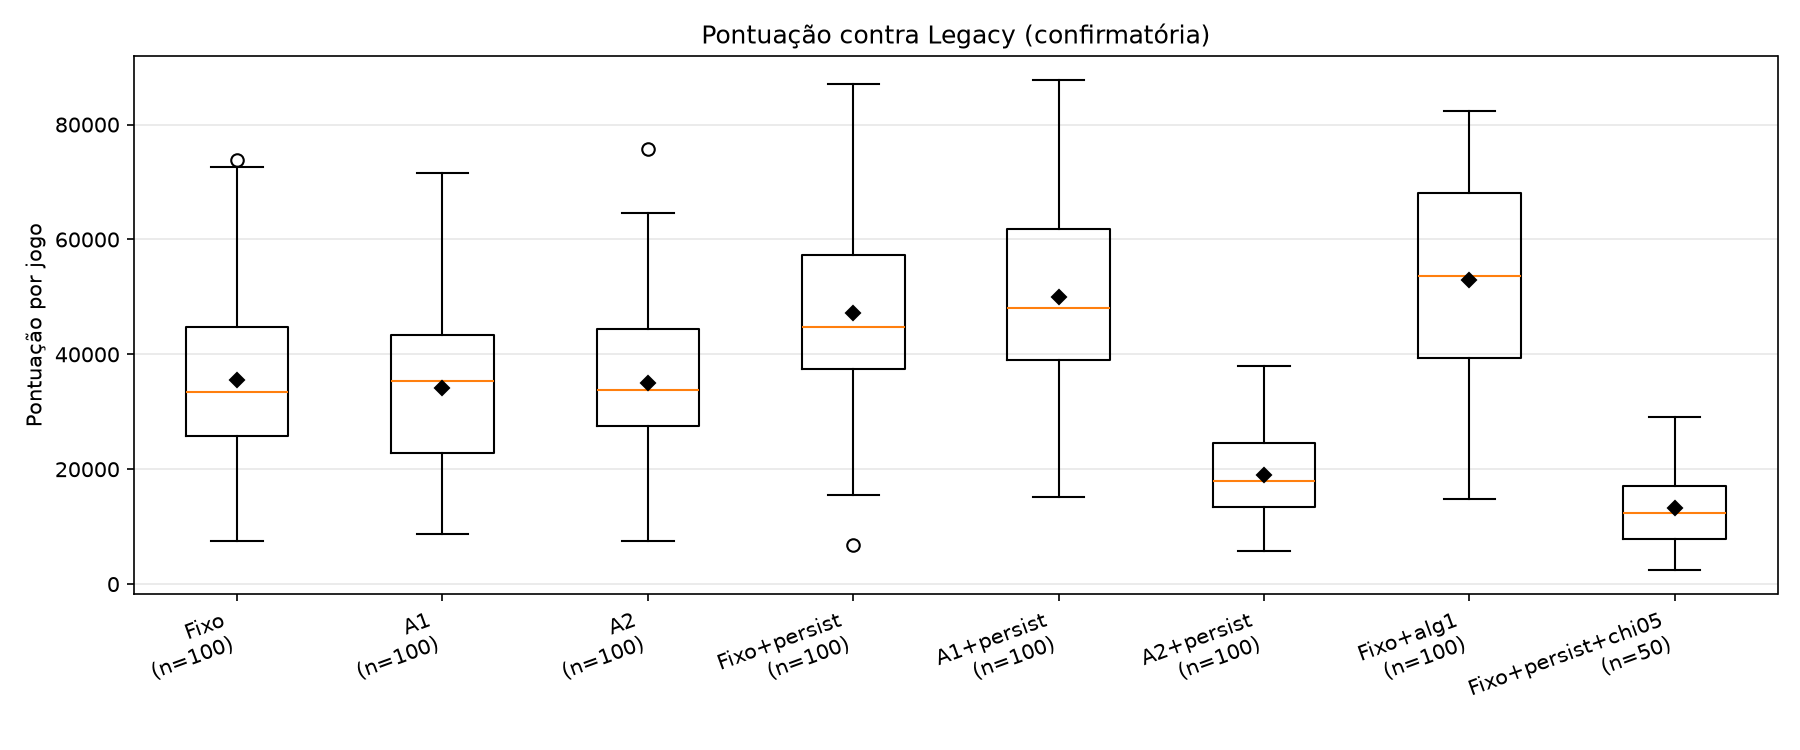 Pontuação contra Legacy (confirmatória)
Pontuação por jogo
80000
60000
40000
20000
0
Fixo
(n=100)
A1
(n=100)
A2
(n=100)
Fixo+persist
(n=100)
A1+persist
(n=100)
A2+persist
(n=100)
Fixo+alg1
(n=100)
Fixo+persist+chi05
(n=50)